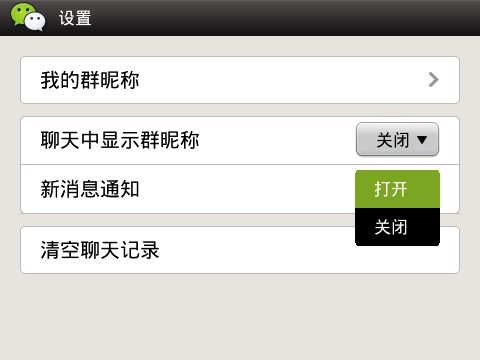 设置
我的群昵称
聊天中显示群昵称 关闭
新消息通知 打开
关闭
清空聊天记录